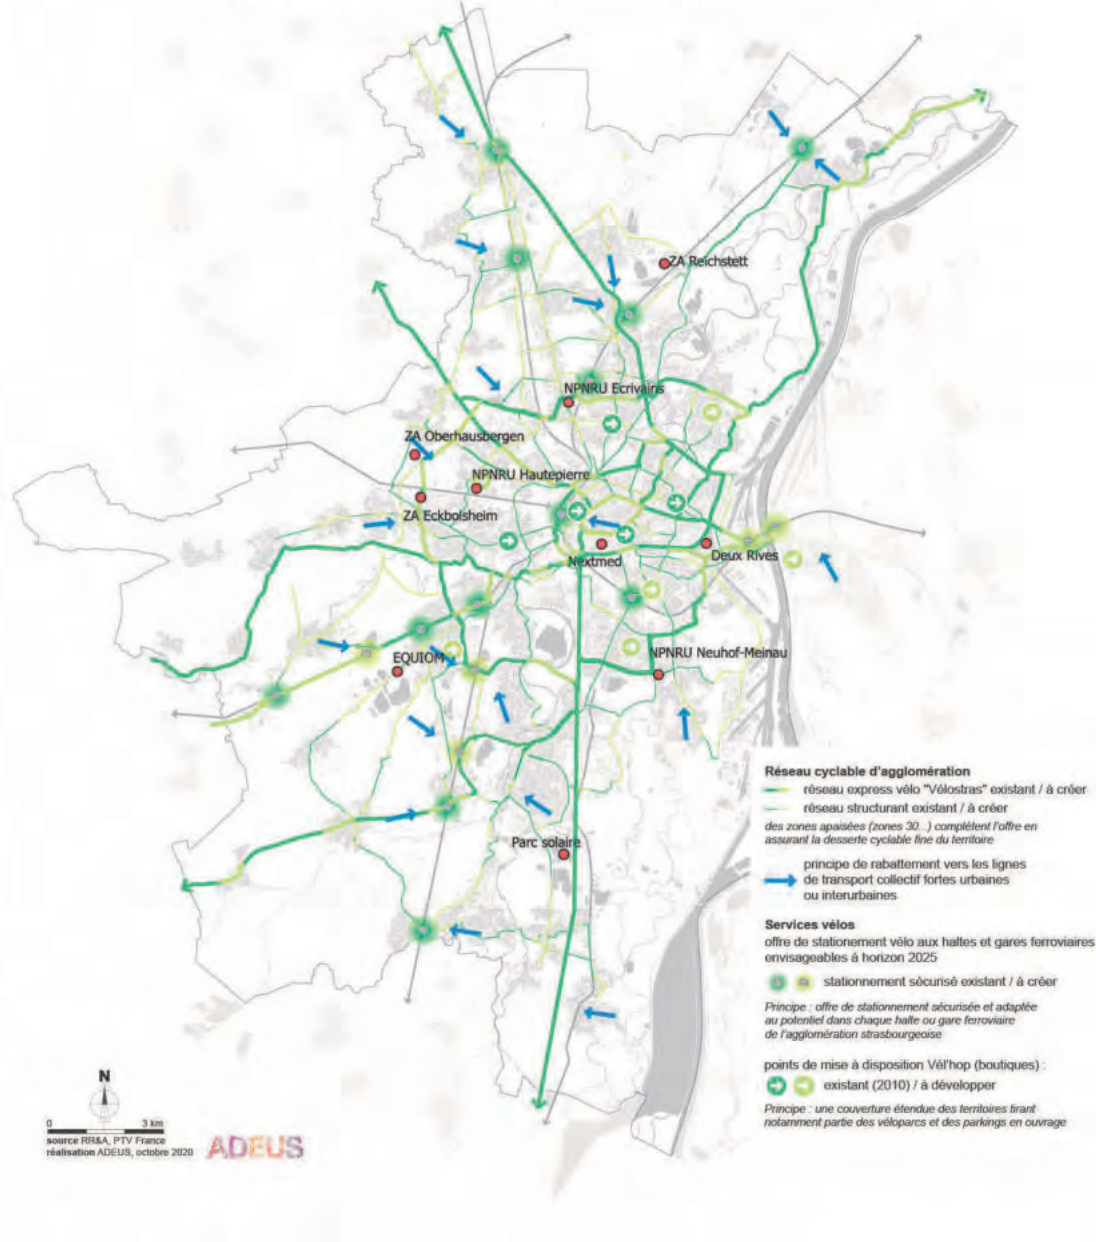 ZA Reichstett
NPNRU Ecrivains
ZA Oberhausbergen
NPNRU Hautepierre
ZA Eckbolsheim
Nextmed
Deux Rives
EQUIOM
NPNRU Neuhof-Meinau
Parc solaire
Réseau cyclable d'agglomération
réseau express vélo "Vélostras" existant / à créer
réseau structurant existant / à créer
des zones apaisées (zones 30...) complètent l'offre en
assurant la desserte cyclable fine du territoire
principe de rabattement vers les lignes
de transport collectif fortes urbaines
ou interurbaines
Services vélos
offre de stationement vélo aux haltes et gares ferroviaires
envisageables à horizon 2025
stationnement sécurisé existant / à créer
Principe : offre de stationnement sécurisée et adaptée
au potentiel dans chaque halte ou gare ferroviaire
de l'agglomération strasbourgeoise
points de mise à disposition Vél'hop (boutiques) :
existant (2010) / à développer
Principe : une couverture étendue des territoires tirant
notamment partie des véloparcs et des parkings en ouvrage
N
0 3 km
source RR&A, PTV France
réalisation ADEUS, octobre 2020
ADEUS